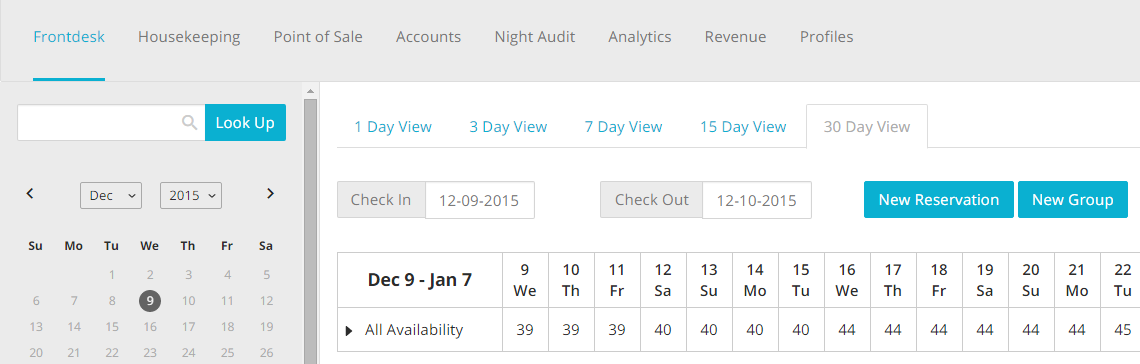 Frontdesk Housekeeping Point of Sale Accounts Night Audit Analytics Revenue Profiles
Look Up
Dec 2015
Su Mo Tu We Th Fr Sa
1 2 3 4 5
6 7 8 9 10 11 12
13 14 15 16 17 18 19
20 21 22 23 24 25 26
1 Day View 3 Day View 7 Day View 15 Day View 30 Day View
Check In 12-09-2015 Check Out 12-10-2015 New Reservation New Group
Dec 9 - Jan 7
9 10 11 12 13 14 15 16 17 18 19 20 21 22
We Th Fr Sa Su Mo Tu We Th Fr Sa Su Mo Tu
All Availability 39 39 39 40 40 40 40 44 44 44 44 44 44 45